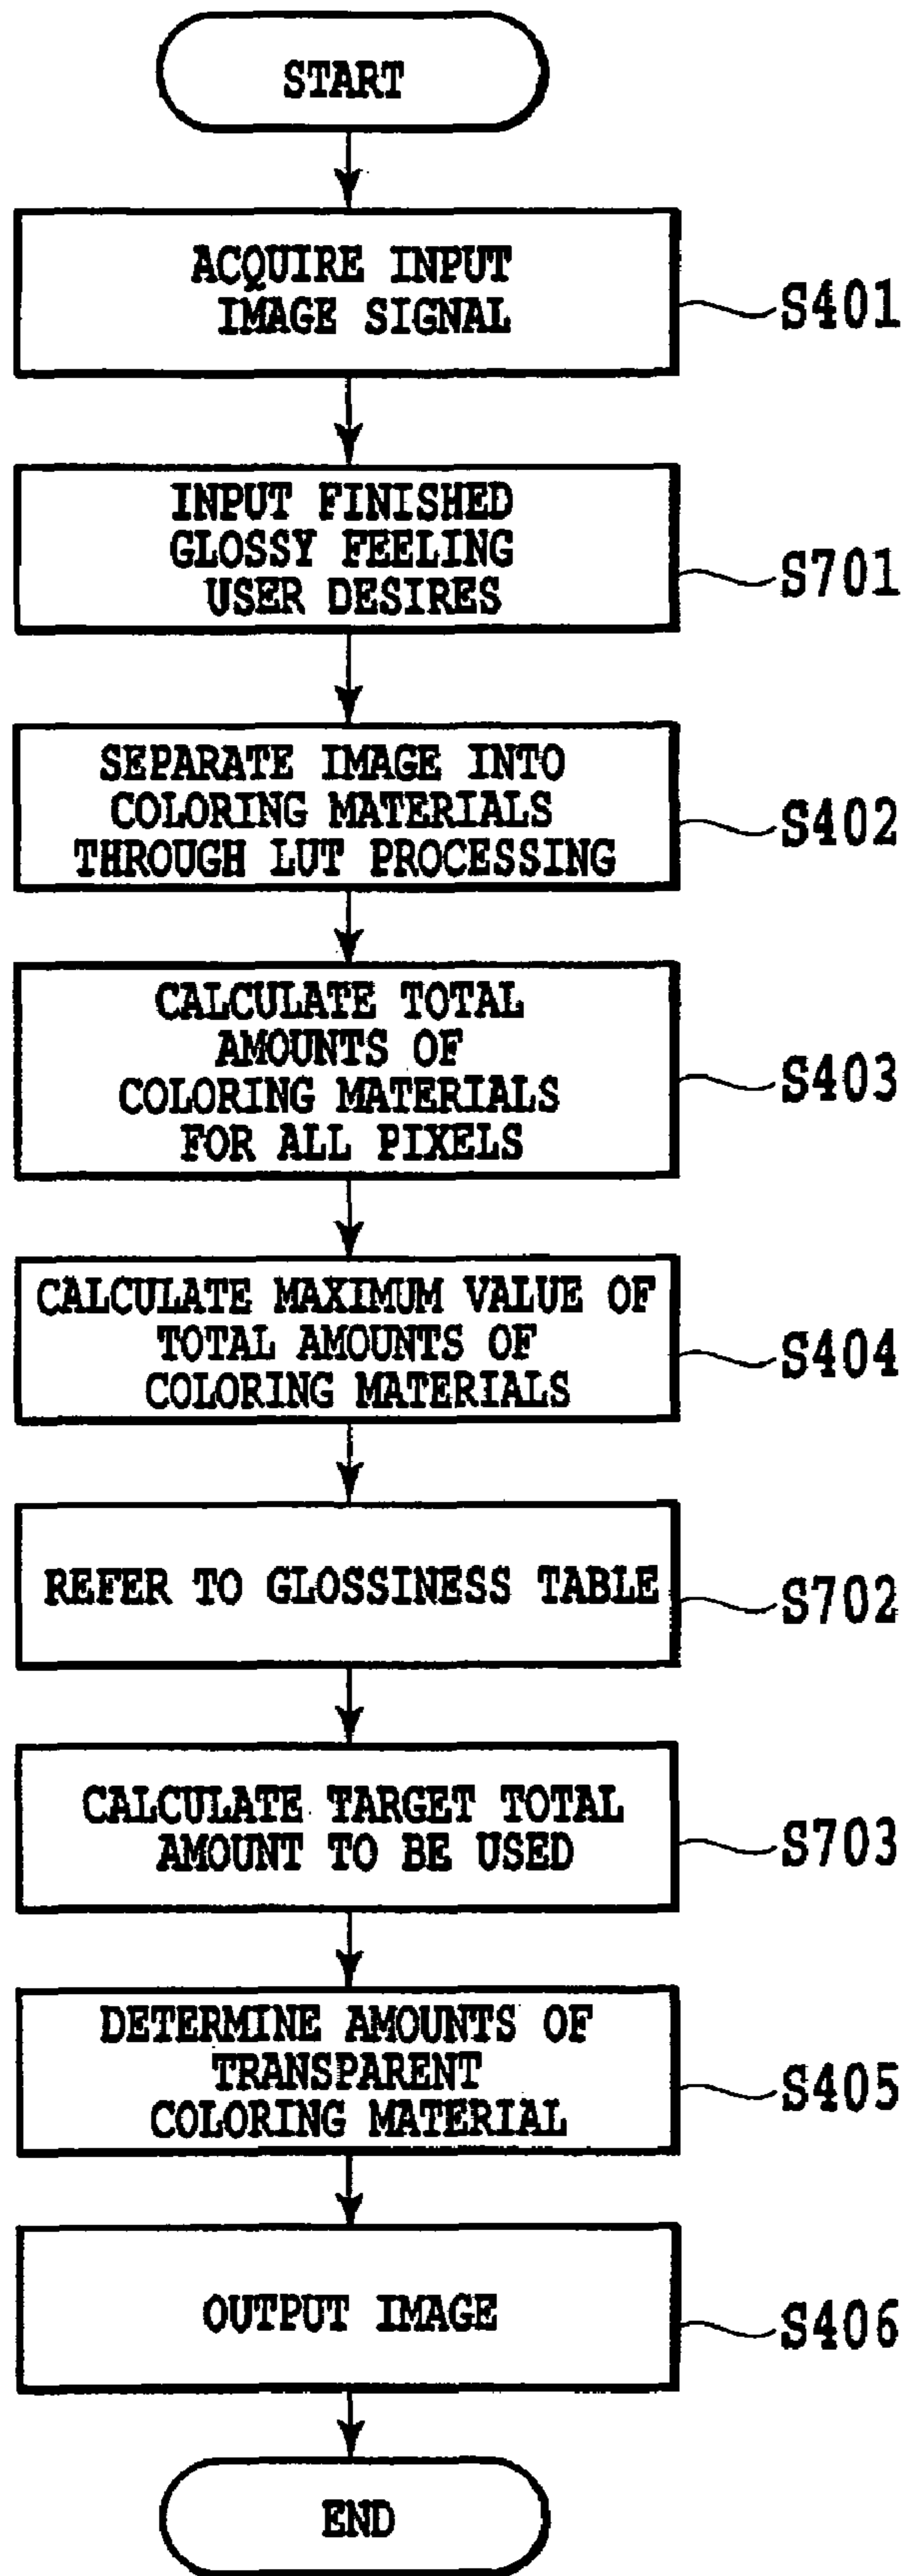 START
ACQUIRE INPUT
IMAGE SIGNAL
S401
INPUT FINISHED
GLOSSY FEELING
USER DESIRES
S701
SEPARATE IMAGE INTO
COLORING MATERIALS
THROUGH LUT PROCESSING
S402
CALCULATE TOTAL
AMOUNTS OF
COLORING MATERIALS
FOR ALL PIXELS
S403
CALCULATE MAXIMUM VALUE OF
TOTAL AMOUNTS OF
COLORING MATERIALS
S404
REFER TO GLOSSINESS TABLE
S702
CALCULATE TARGET TOTAL
AMOUNT TO BE USED
S703
DETERMINE AMOUNTS OF
TRANSPARENT
COLORING MATERIAL
S405
OUTPUT IMAGE
S406
END